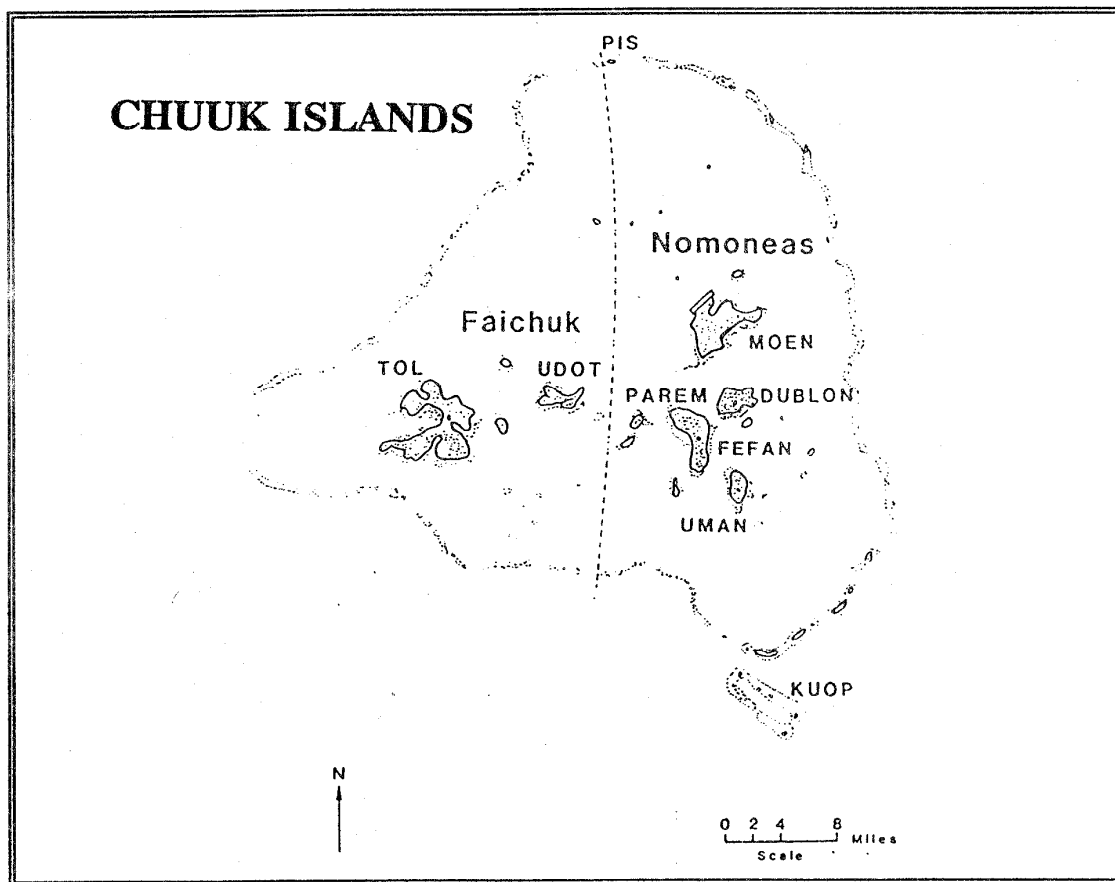 PIS
CHUUK ISLANDS
Nomoneas
Faichuk
MOEN
TOL
UDOT
PAREM
DUBLON
FEFAN
UMAN
KUOP
N
0 2 4 8
Miles
Scale